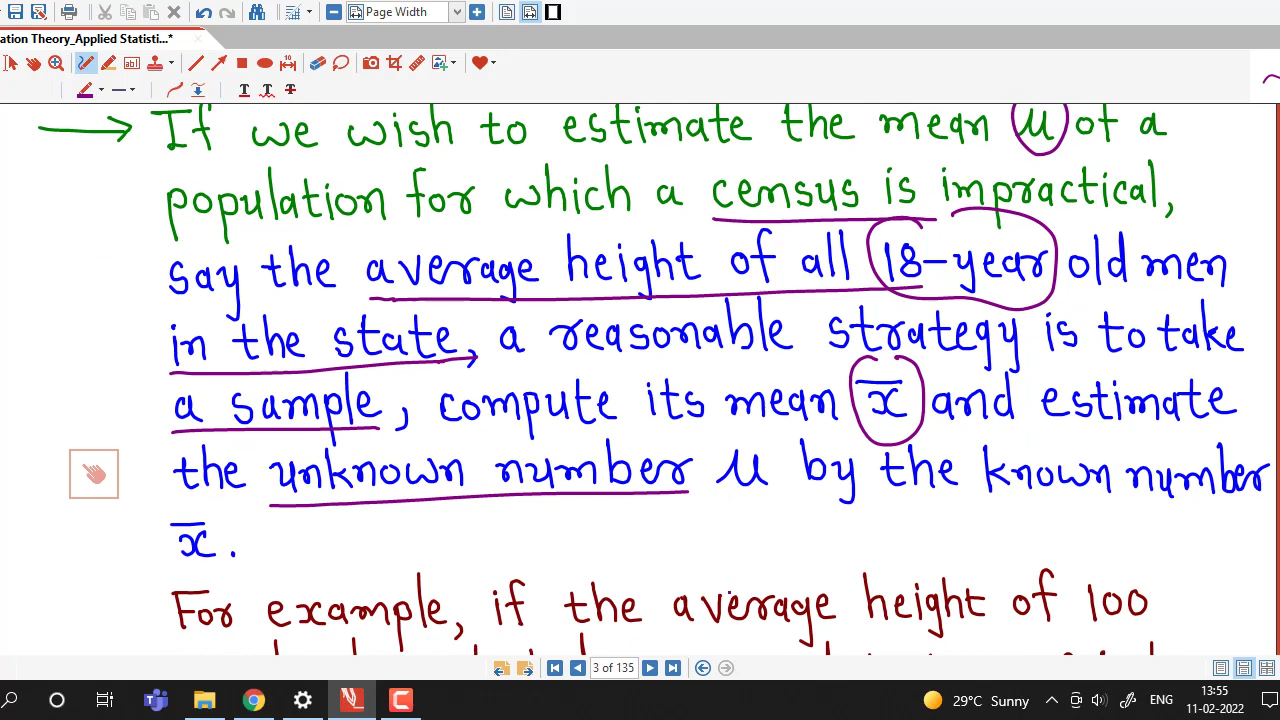 Page Width
ation Theory_Applied Statisti...*
If we wish to estimate the mean μ of a
population for which a census is impractical,
say the average height of all 18-year old men
in the state, a reasonable strategy is to take
a sample, compute its mean x̅ and estimate
the unknown number μ by the known number
x̅.
For example, if the average height of 100
3 of 135
29°C Sunny
ENG
13:55
11-02-2022